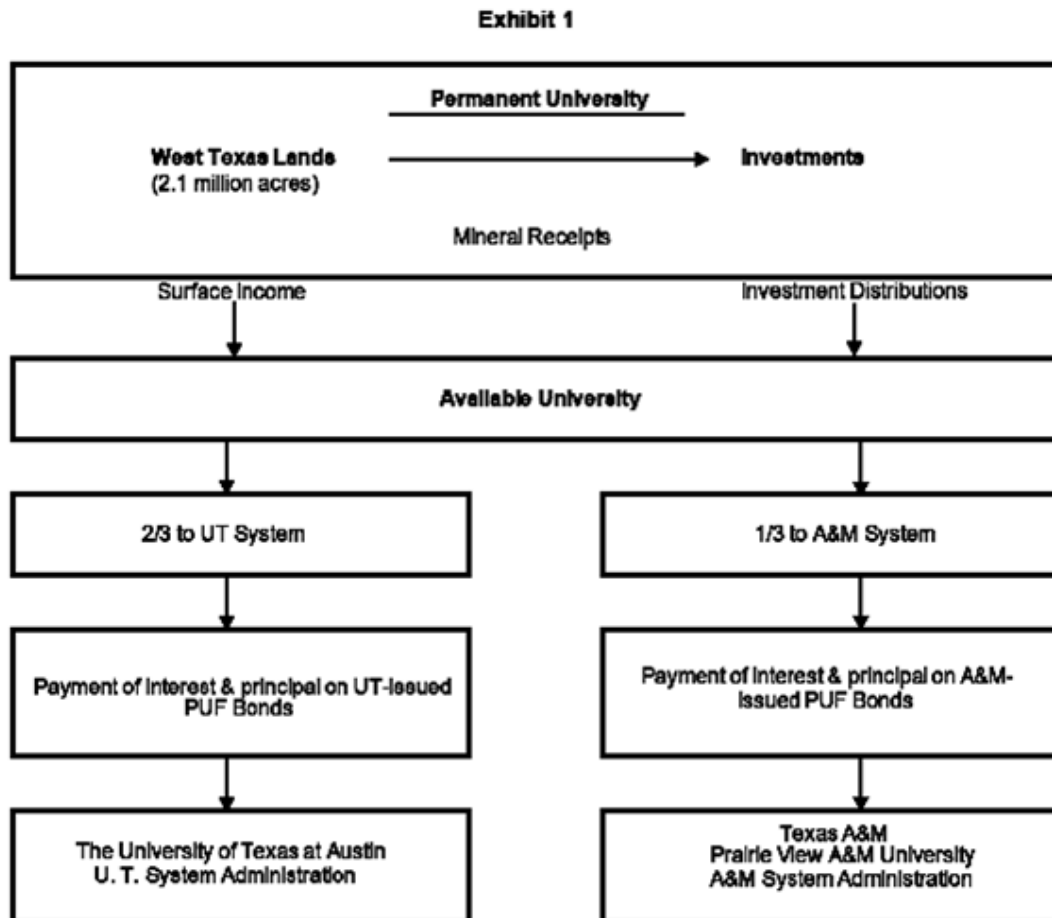 Exhibit 1
Permanent University
West Texas Lands
(2.1 million acres)
Investments
Mineral Receipts
Surface Income
Investment Distributions
Available University
2/3 to UT System
1/3 to A&M System
Payment of interest & principal on UT-Issued
PUF Bonds
Payment of interest & principal on A&M-
Issued PUF Bonds
The University of Texas at Austin
U. T. System Administration
Texas A&M
Prairie View A&M University
A&M System Administration